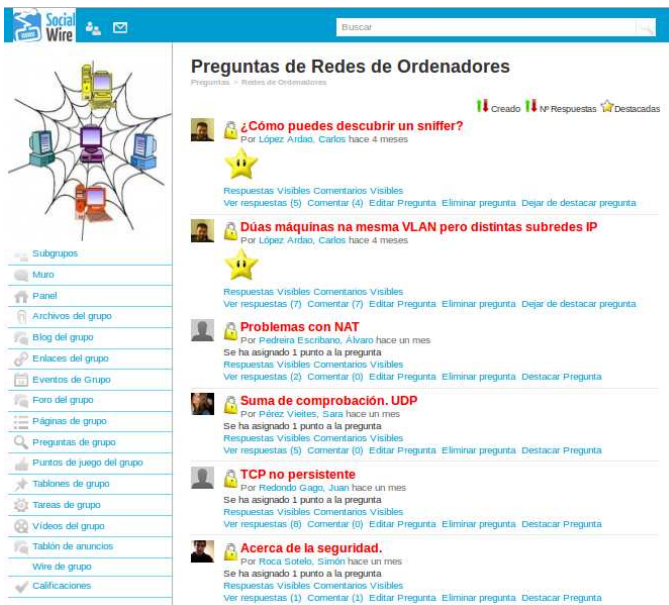 Social
Wire
Buscar
Preguntas de Redes de Ordenadores
Preguntas > Redes de Ordenadores
Creado Nº Respuestas Destacadas
¿Cómo puedes descubrir un sniffer?
Por López Ardao, Carlos hace 4 meses
Respuestas Visibles Comentarios Visibles
Ver respuestas (5) Comentar (4) Editar Pregunta Eliminar pregunta Dejar de destacar pregunta
Dúas máquinas na mesma VLAN pero distintas subredes IP
Por López Ardao, Carlos hace 4 meses
Respuestas Visibles Comentarios Visibles
Ver respuestas (7) Comentar (7) Editar Pregunta Eliminar pregunta Dejar de destacar pregunta
Problemas con NAT
Por Pedreira Escribano, Álvaro hace un mes
Se ha asignado 1 punto a la pregunta
Respuestas Visibles Comentarios Visibles
Ver respuestas (2) Comentar (0) Editar Pregunta Eliminar pregunta Destacar Pregunta
Suma de comprobación. UDP
Por Pérez Vieites, Sara hace un mes
Se ha asignado 1 punto a la pregunta
Respuestas Visibles Comentarios Visibles
Ver respuestas (5) Comentar (0) Editar Pregunta Eliminar pregunta Destacar Pregunta
TCP no persistente
Por Redondo Gago, Juan hace un mes
Se ha asignado 1 punto a la pregunta
Respuestas Visibles Comentarios Visibles
Ver respuestas (8) Comentar (0) Editar Pregunta Eliminar pregunta Destacar Pregunta
Acerca de la seguridad.
Por Roca Sotelo, Simón hace un mes
Se ha asignado 1 punto a la pregunta
Respuestas Visibles Comentarios Visibles
Ver respuestas (1) Comentar (1) Editar Pregunta Eliminar pregunta Destacar Pregunta
Subgrupos
Muro
Panel
Archivos del grupo
Blog del grupo
Enlaces del grupo
Eventos de Grupo
Foro del grupo
Páginas de grupo
Preguntas de grupo
Puntos de juego del grupo
Tablones de grupo
Tareas de grupo
Vídeos del grupo
Tablón de anuncios
Wire de grupo
Calificaciones